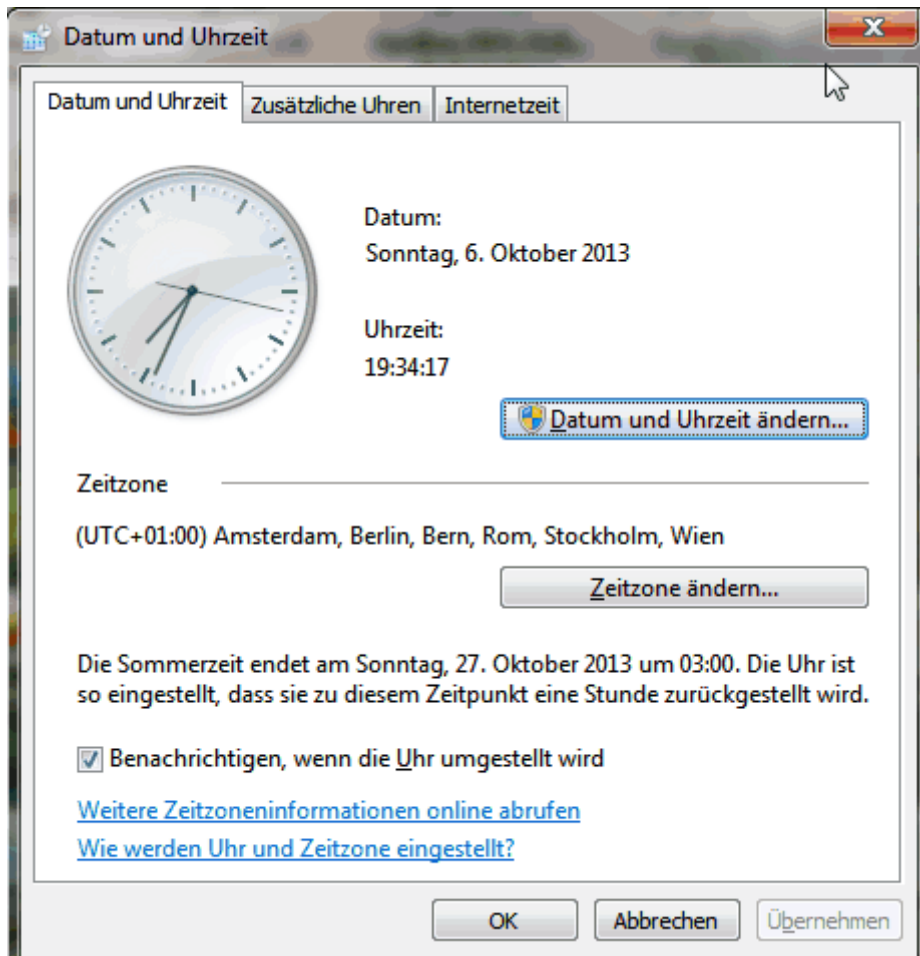 Datum und Uhrzeit
Datum und Uhrzeit Zusätzliche Uhren Internetzeit
Datum:
Sonntag, 6. Oktober 2013
Uhrzeit:
19:34:17
Datum und Uhrzeit ändern...
Zeitzone
(UTC+01:00) Amsterdam, Berlin, Bern, Rom, Stockholm, Wien
Zeitzone ändern...
Die Sommerzeit endet am Sonntag, 27. Oktober 2013 um 03:00. Die Uhr ist
so eingestellt, dass sie zu diesem Zeitpunkt eine Stunde zurückgestellt wird.
Benachrichtigen, wenn die Uhr umgestellt wird
Weitere Zeitzoneninformationen online abrufen
Wie werden Uhr und Zeitzone eingestellt?
OK Abbrechen Übernehmen